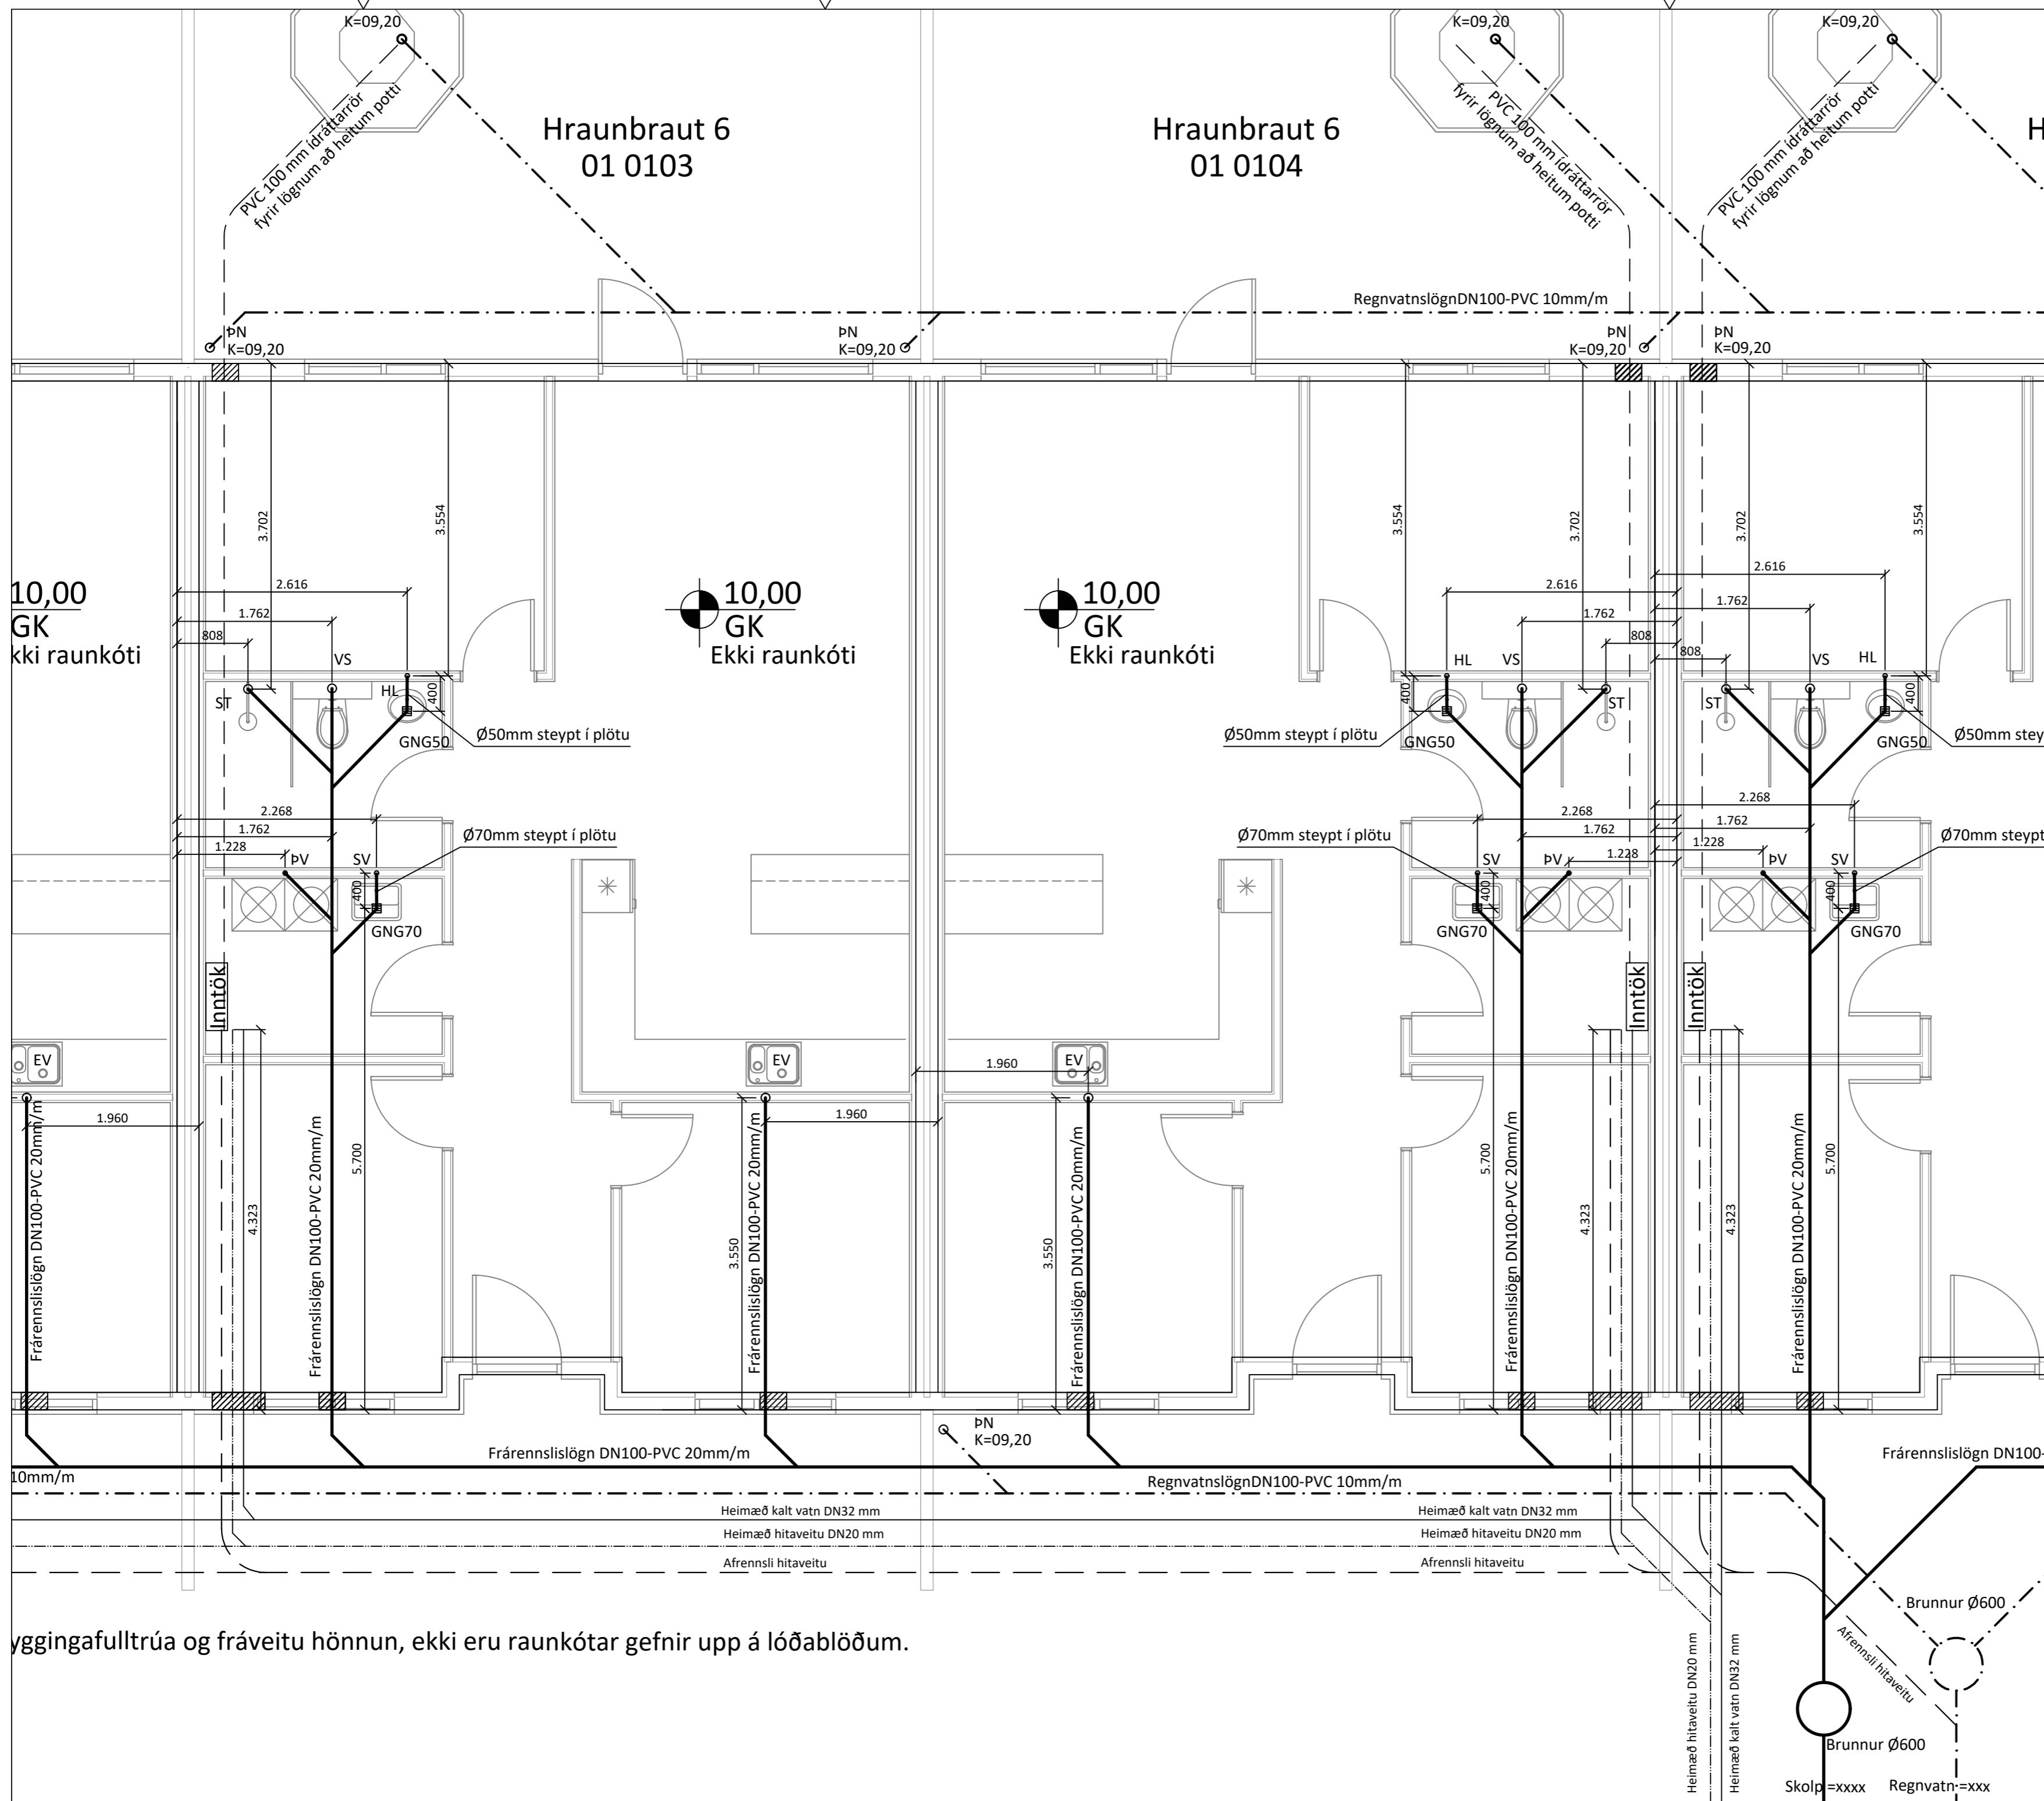 K=09,20
K=09,20
K=09,20
PVC 100 mm ídráttarrör
fyrir lögnum að heitum potti
PVC 100 mm ídráttarrör
fyrir lögnum að heitum potti
PVC 100 mm ídráttarrör
fyrir lögnum að heitum potti
Hraunbraut 6
01 0103
Hraunbraut 6
01 0104
H
RegnvatnslögnDN100-PVC 10mm/m
ÞN
K=09,20
ÞN
K=09,20
ÞN
K=09,20
ÞN
K=09,20
3.702
3.554
3.554
3.702
3.702
3.554
10,00
GK
kki raunkóti
10,00
GK
Ekki raunkóti
10,00
GK
Ekki raunkóti
2.616
1.762
808
2.616
1.762
808
2.616
1.762
808
VS
HL
ST
400
GNG50
HL
VS
ST
400
GNG50
VS
HL
ST
400
GNG50
Ø50mm steypt í plötu
Ø50mm steypt í plötu
Ø50mm stey
2.268
1.762
1.228
2.268
1.762
1.228
2.268
1.762
1.228
Ø70mm steypt í plötu
Ø70mm steypt í plötu
Ø70mm steypt
ÞV
SV
400
GNG70
SV
ÞV
400
GNG70
ÞV
SV
400
GNG70
Inntök
Inntök
Inntök
EV
EV
EV
1.960
1.960
1.960
Frárennslislögn DN100-PVC 20mm/m
Frárennslislögn DN100-PVC 20mm/m
Frárennslislögn DN100-PVC 20mm/m
Frárennslislögn DN100-PVC 20mm/m
Frárennslislögn DN100-PVC 20mm/m
Frárennslislögn DN100-PVC 20mm/m
4.323
5.700
3.550
3.550
5.700
4.323
4.323
5.700
ÞN
K=09,20
Frárennslislögn DN100-PVC 20mm/m
Frárennslislögn DN100-
10mm/m
RegnvatnslögnDN100-PVC 10mm/m
Heimæð kalt vatn DN32 mm
Heimæð kalt vatn DN32 mm
Heimæð hitaveitu DN20 mm
Heimæð hitaveitu DN20 mm
Afrennsli hitaveitu
Afrennsli hitaveitu
Brunnur Ø600
Afrennsli hitaveitu
yggingafulltrúa og fráveitu hönnun, ekki eru raunkótar gefnir upp á lóðablöðum.
Heimæð hitaveitu DN20 mm
Heimæð kalt vatn DN32 mm
Brunnur Ø600
Skolp=xxxx
Regnvatn=xxx